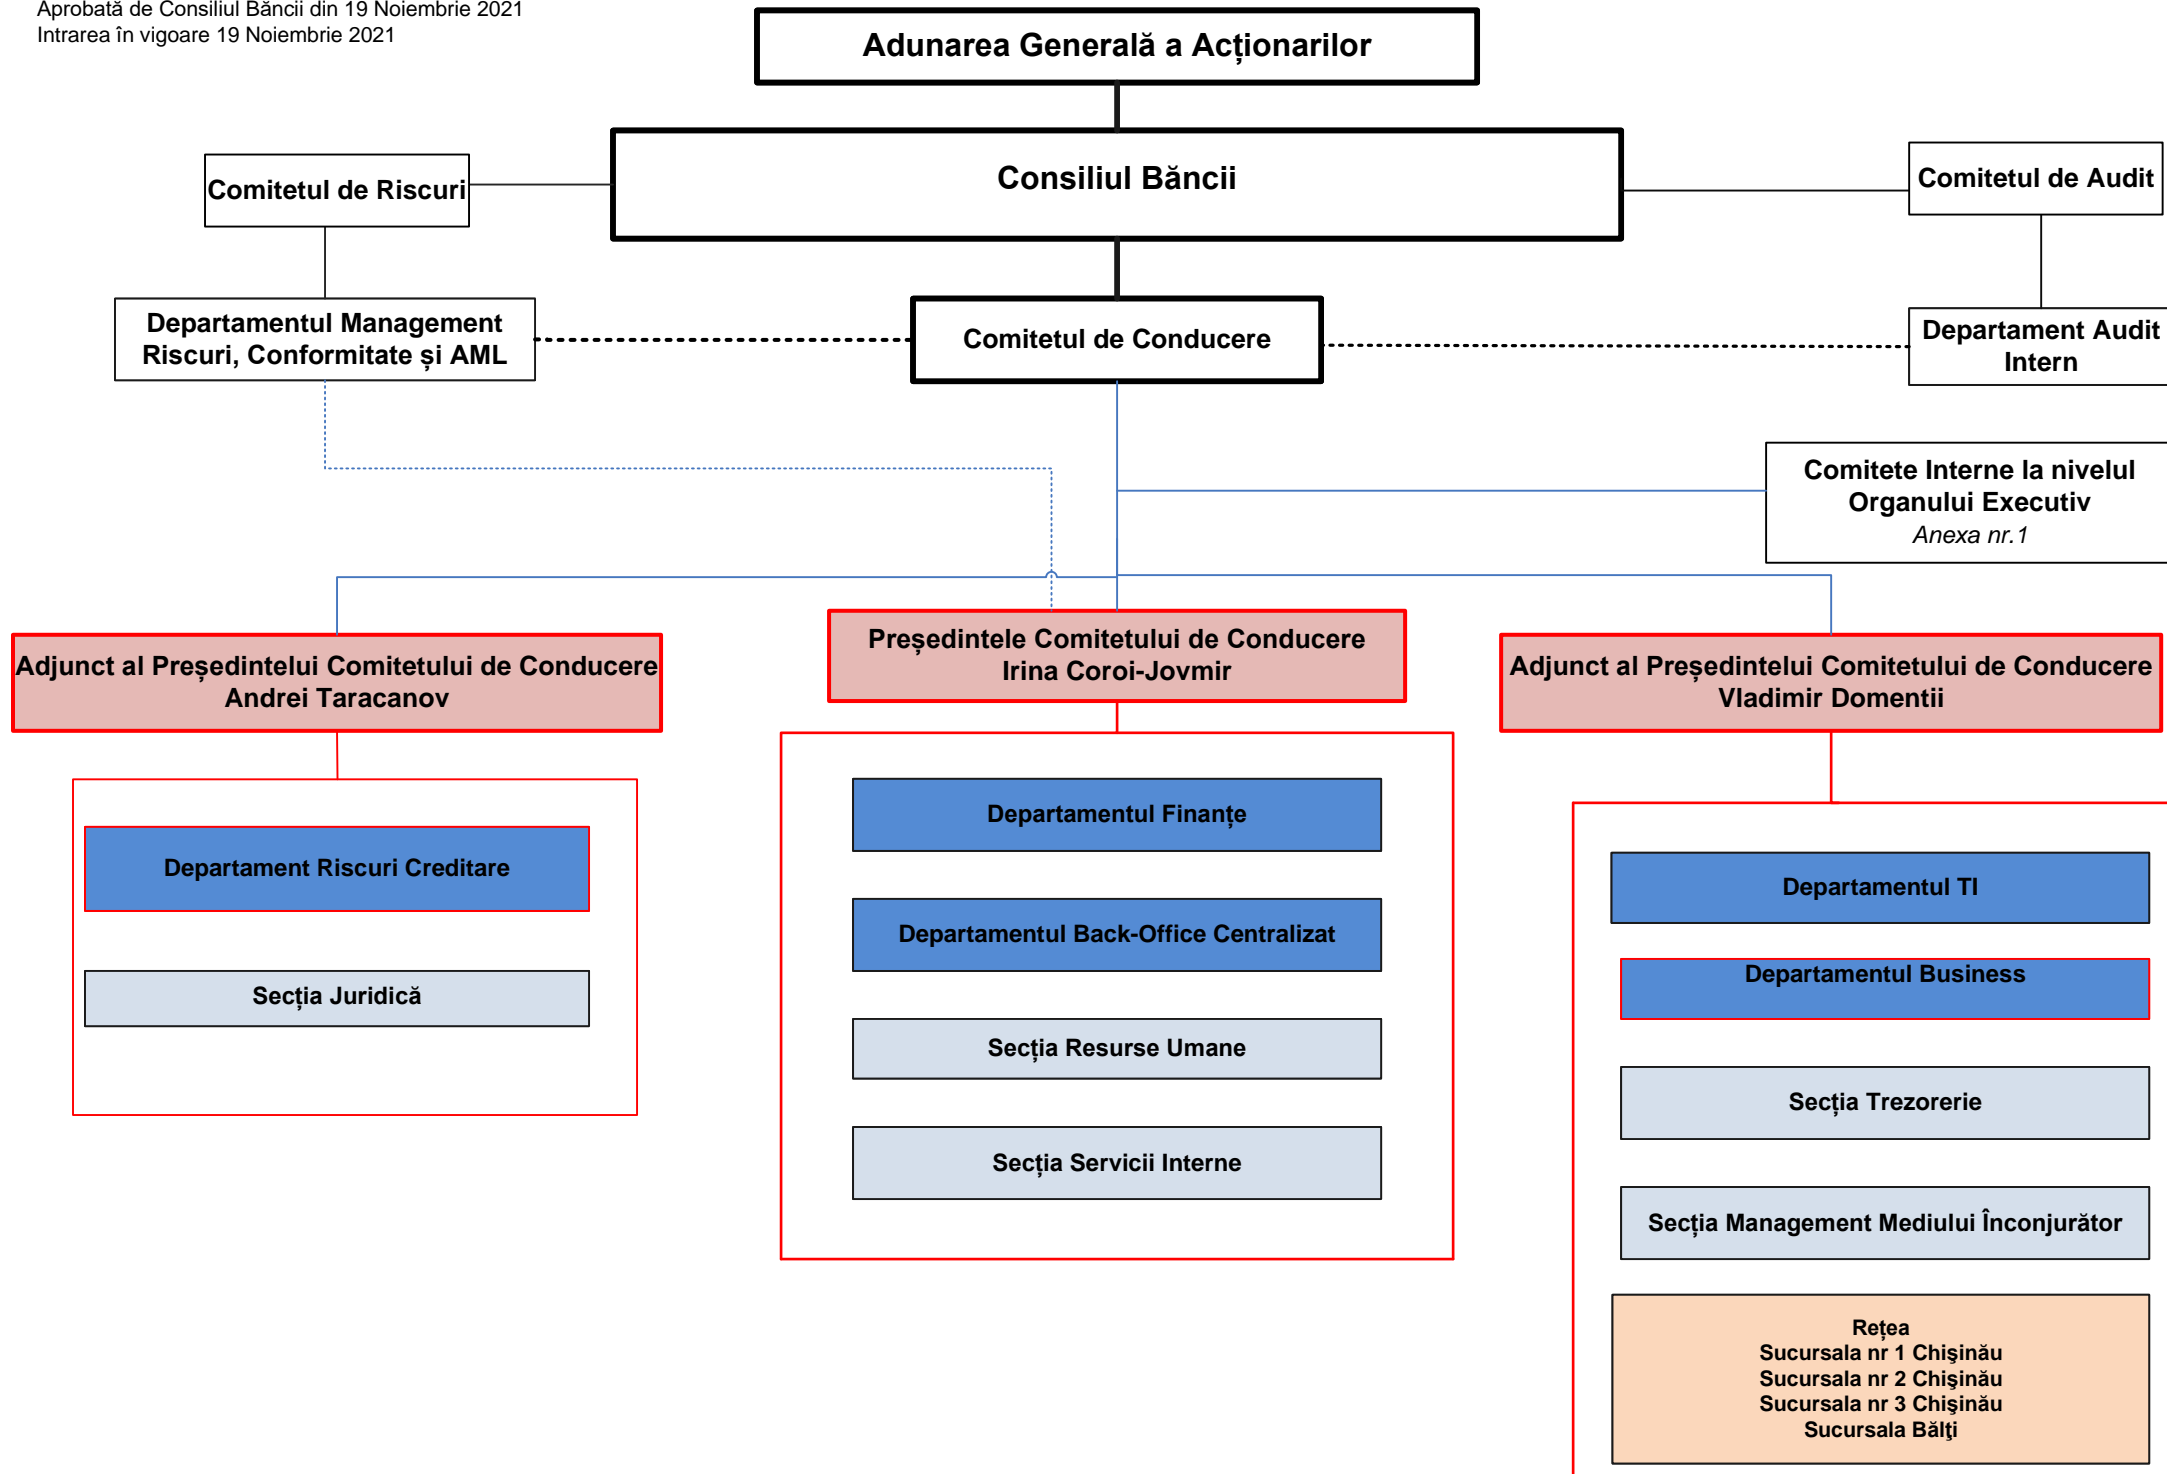 Aprobată de Consiliul Băncii din 19 Noiembrie 2021
Intrarea în vigoare 19 Noiembrie 2021
Adunarea Generală a Acționarilor
Consiliul Băncii
Comitetul de Riscuri
Comitetul de Audit
Departamentul Management
Riscuri, Conformitate și AML
Comitetul de Conducere
Departament Audit
Intern
Comitete Interne la nivelul
Organului Executiv
Anexa nr.1
Adjunct al Președintelui Comitetului de Conducere
Andrei Taracanov
Președintele Comitetului de Conducere
Irina Coroi-Jovmir
Adjunct al Președintelui Comitetului de Conducere
Vladimir Domentii
Departament Riscuri Creditare
Secția Juridică
Departamentul Finanțe
Departamentul Back-Office Centralizat
Secția Resurse Umane
Secția Servicii Interne
Departamentul TI
Departamentul Business
Secția Trezorerie
Secția Management Mediului Înconjurător
Rețea
Sucursala nr 1 Chişinău
Sucursala nr 2 Chişinău
Sucursala nr 3 Chişinău
Sucursala Bălţi